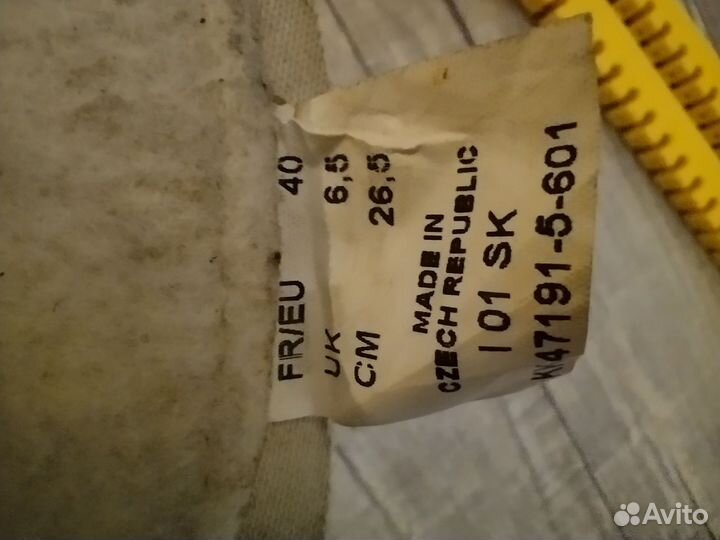 FR/EU 40
UK 6,5
CM 26,5
MADE IN
CZECH REPUBLIC
I 01 SK
47191-5-601
Avito